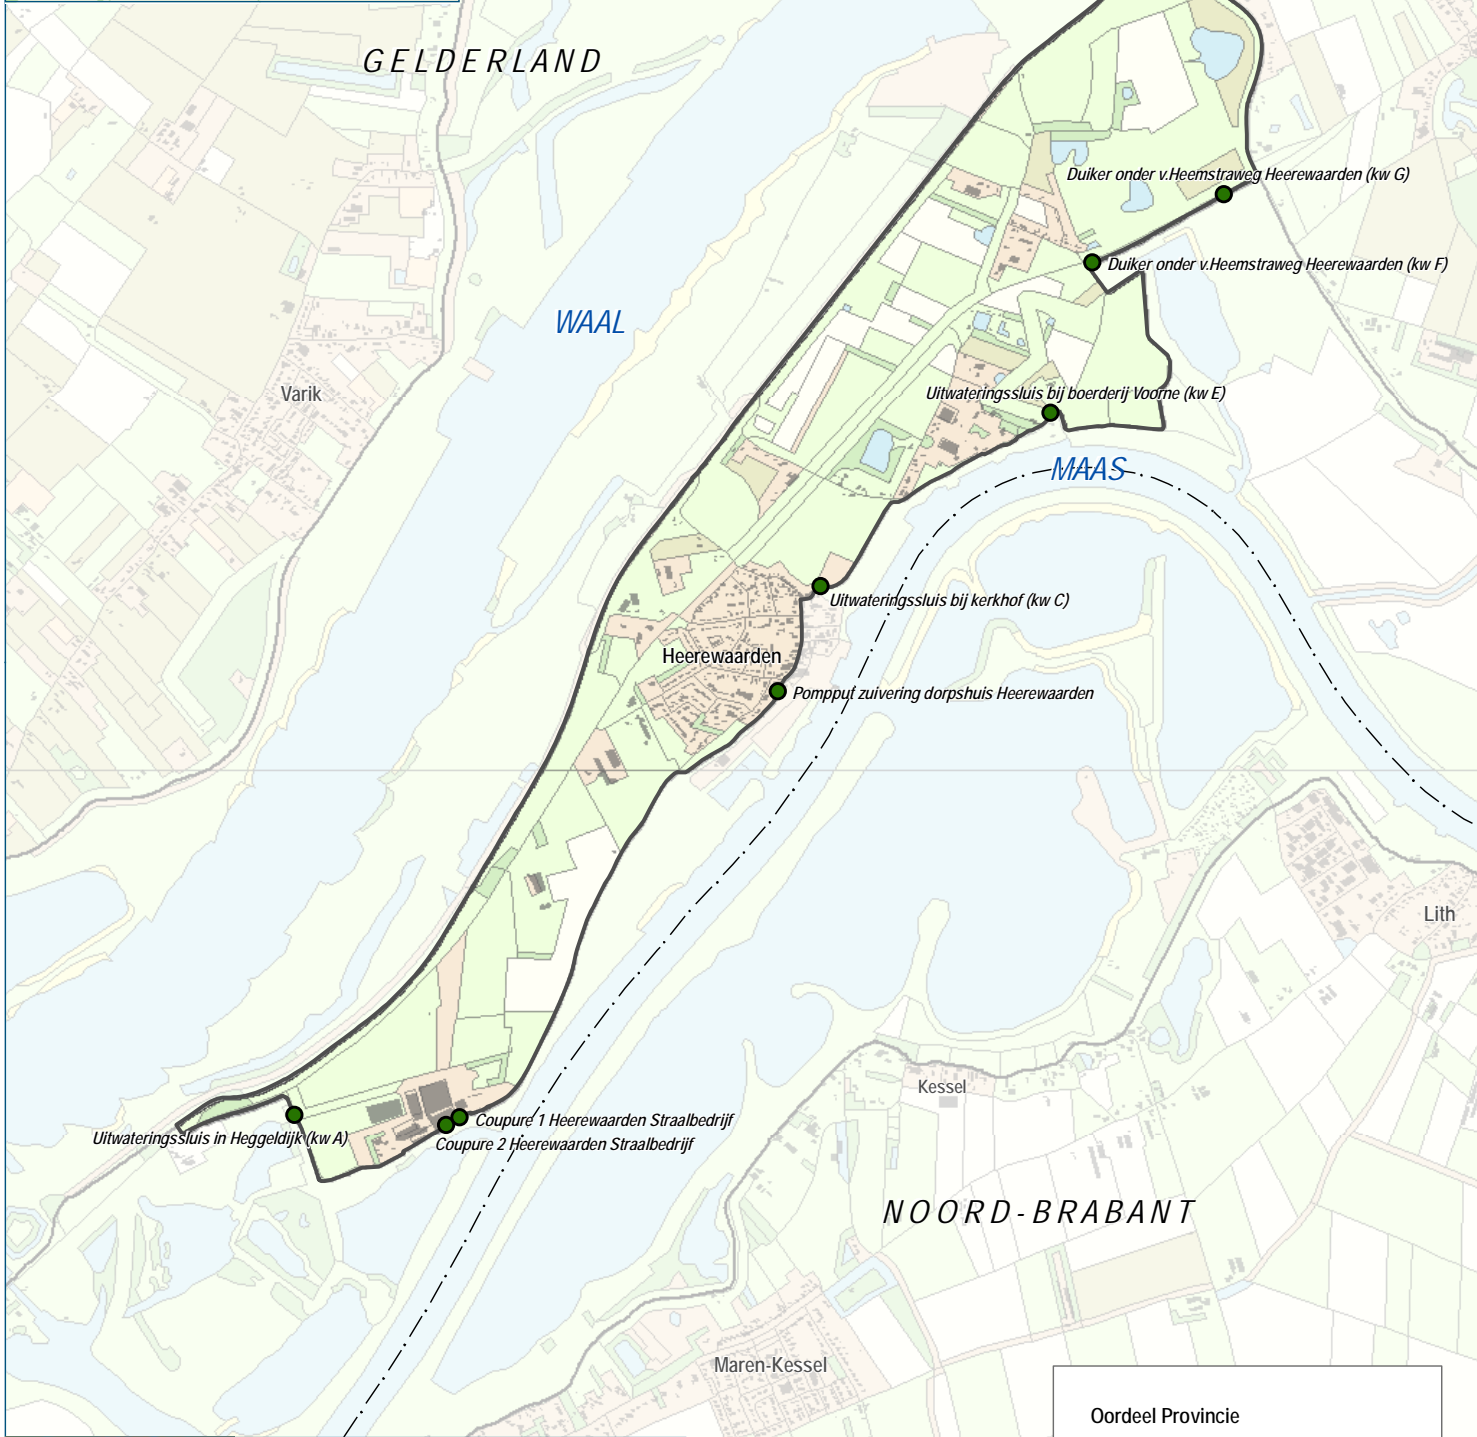 GELDERLAND
Duiker onder v.Heemstraweg Heerewaarden (kw G)
Duiker onder v.Heemstraweg Heerewaarden (kw F)
WAAL
Varik
Uitwateringssluis bij boerderij Voorne (kw E)
MAAS
Uitwateringssluis bij kerkhof (kw C)
Heerewaarden
Pompput zuivering dorpshuis Heerewaarden
Lith
Kessel
Coupure 1 Heerewaarden Straalbedrijf
Uitwateringssluis in Heggeldijk (kw A)
Coupure 2 Heerewaarden Straalbedrijf
NOORD-BRABANT
Maren-Kessel
Oordeel Provincie